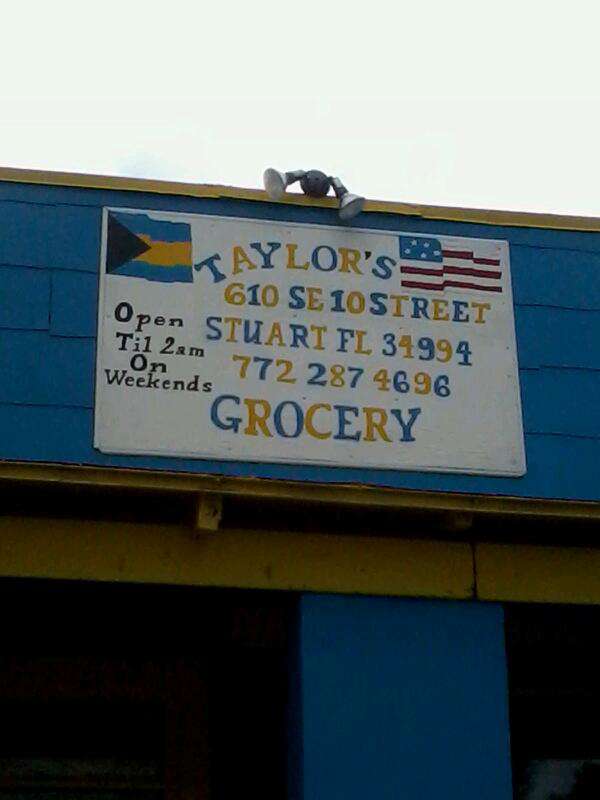 TAYLOR'S
610 SE 10 STREET
STUART FL 34994
772 287 4696
GROCERY
Open
Til 2am
On
Weekends